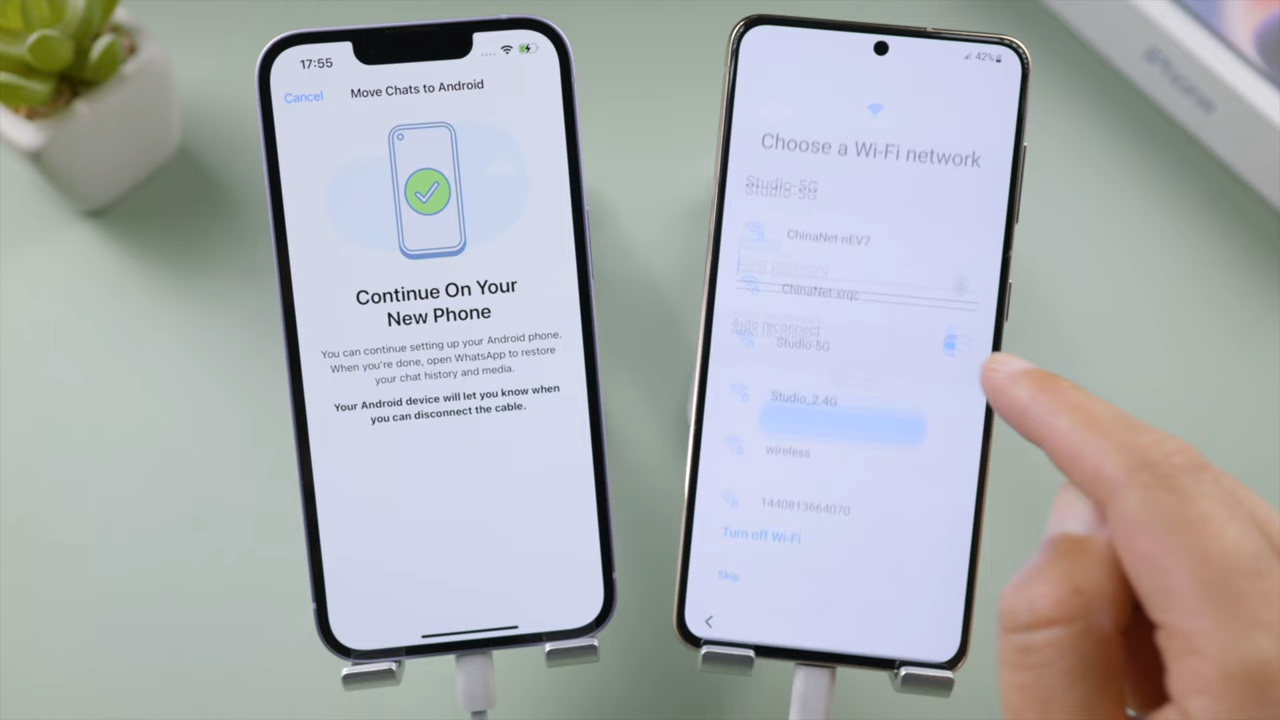 17:55
Cancel
Move Chats to Android
Continue On Your
New Phone
You can continue setting up your Android phone.
When you're done, open WhatsApp to restore
your chat history and media.
Your Android device will let you know when
you can disconnect the cable.
42%
Choose a Wi-Fi network
Studio-5G
ChinaNet-nEV7
ChinaNet-xrqc
Auto reconnect
Studio-5G
Studio_2.4G
wireless
1440813664070
Turn off Wi-Fi
Skip
iPhone